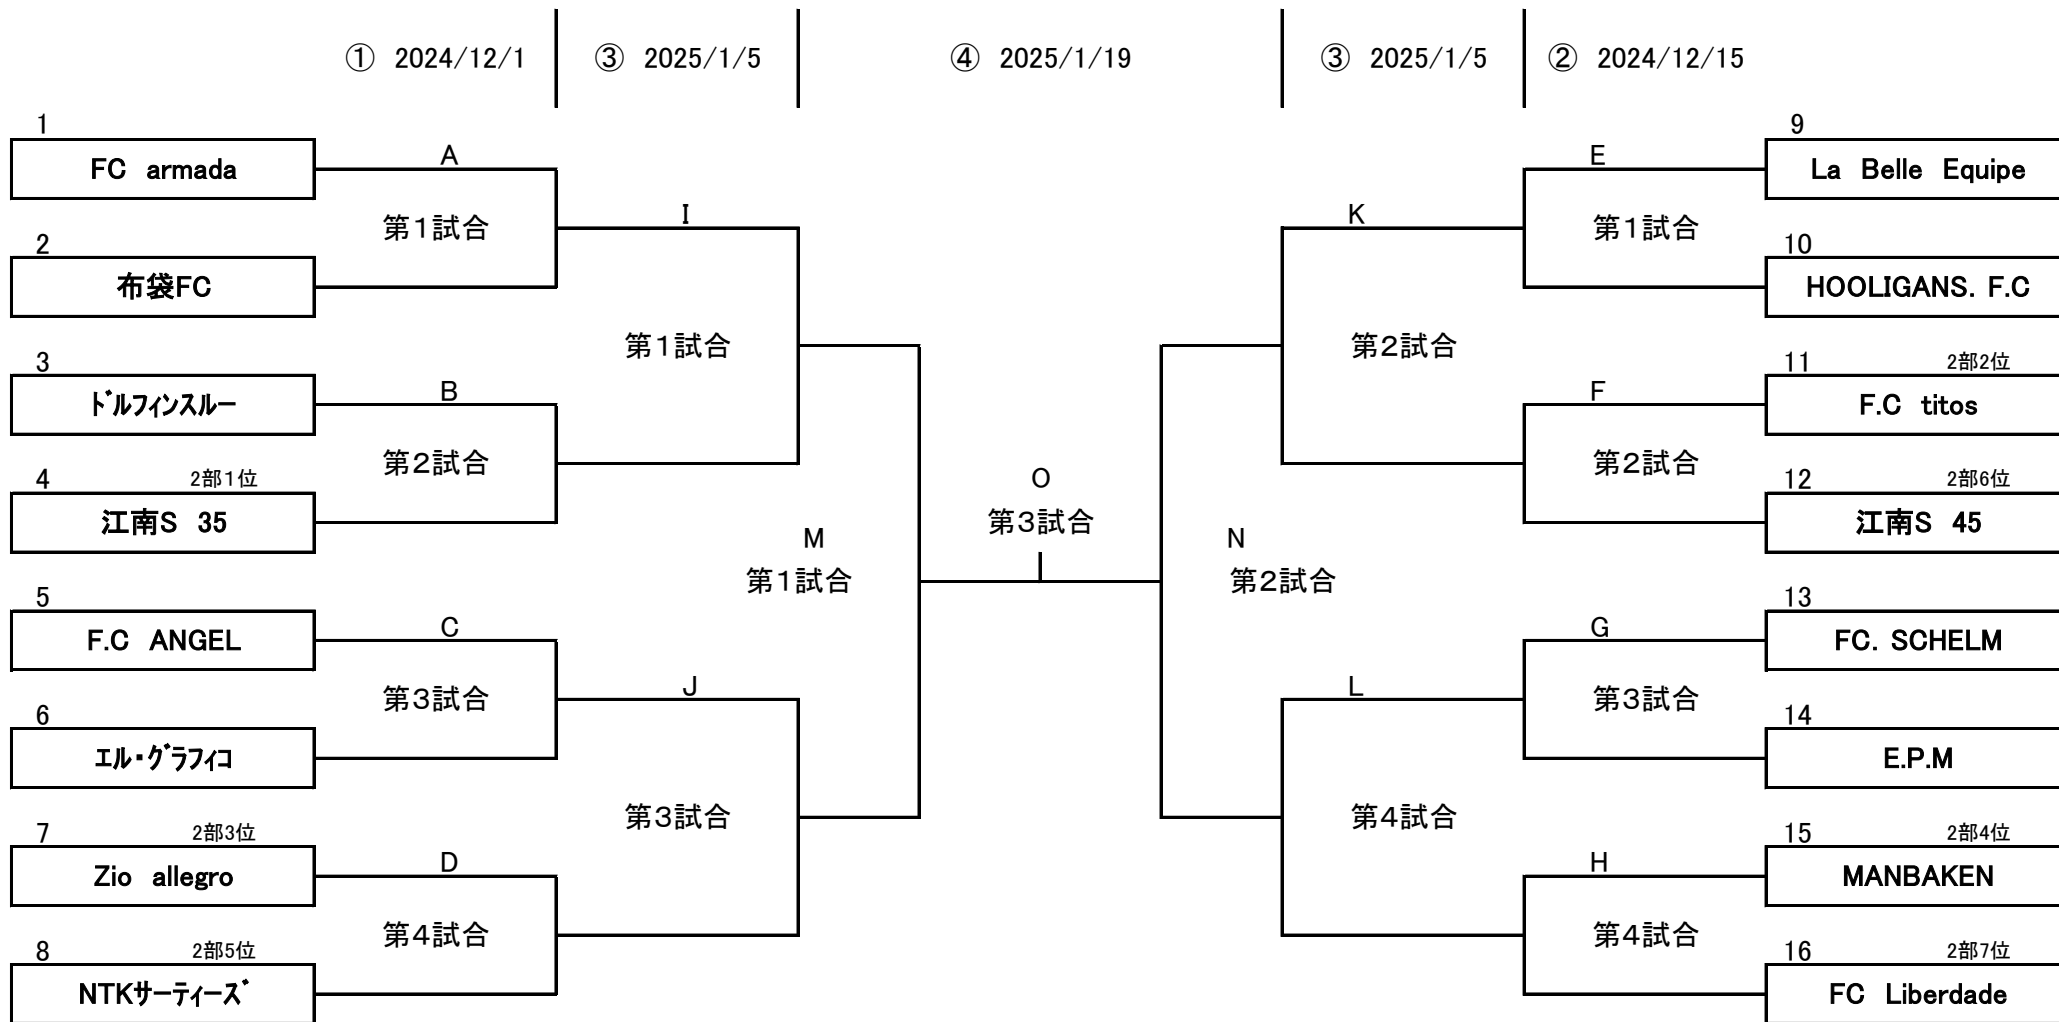 ① 2024/12/1 ③ 2025/1/5 ④ 2025/1/19 ③ 2025/1/5 ② 2024/12/15
1
FC armada
A
第1試合
2
布袋FC
I
第1試合
3
ﾄﾞﾙﾌｨﾝｽﾙｰ
B
第2試合
4 2部1位
江南S 35
M
第1試合
5
F.C ANGEL
C
第3試合
6
ｴﾙ・ｸﾞﾗﾌｨｺ
J
第3試合
7 2部3位
Zio allegro
D
第4試合
8 2部5位
NTKｻｰﾃｨｰｽﾞ
O
第3試合
9
La Belle Equipe
E
第1試合
10
HOOLIGANS. F.C
K
第2試合
11 2部2位
F.C titos
F
第2試合
12 2部6位
江南S 45
N
第2試合
13
FC. SCHELM
G
第3試合
14
E.P.M
L
第4試合
15 2部4位
MANBAKEN
H
第4試合
16 2部7位
FC Liberdade